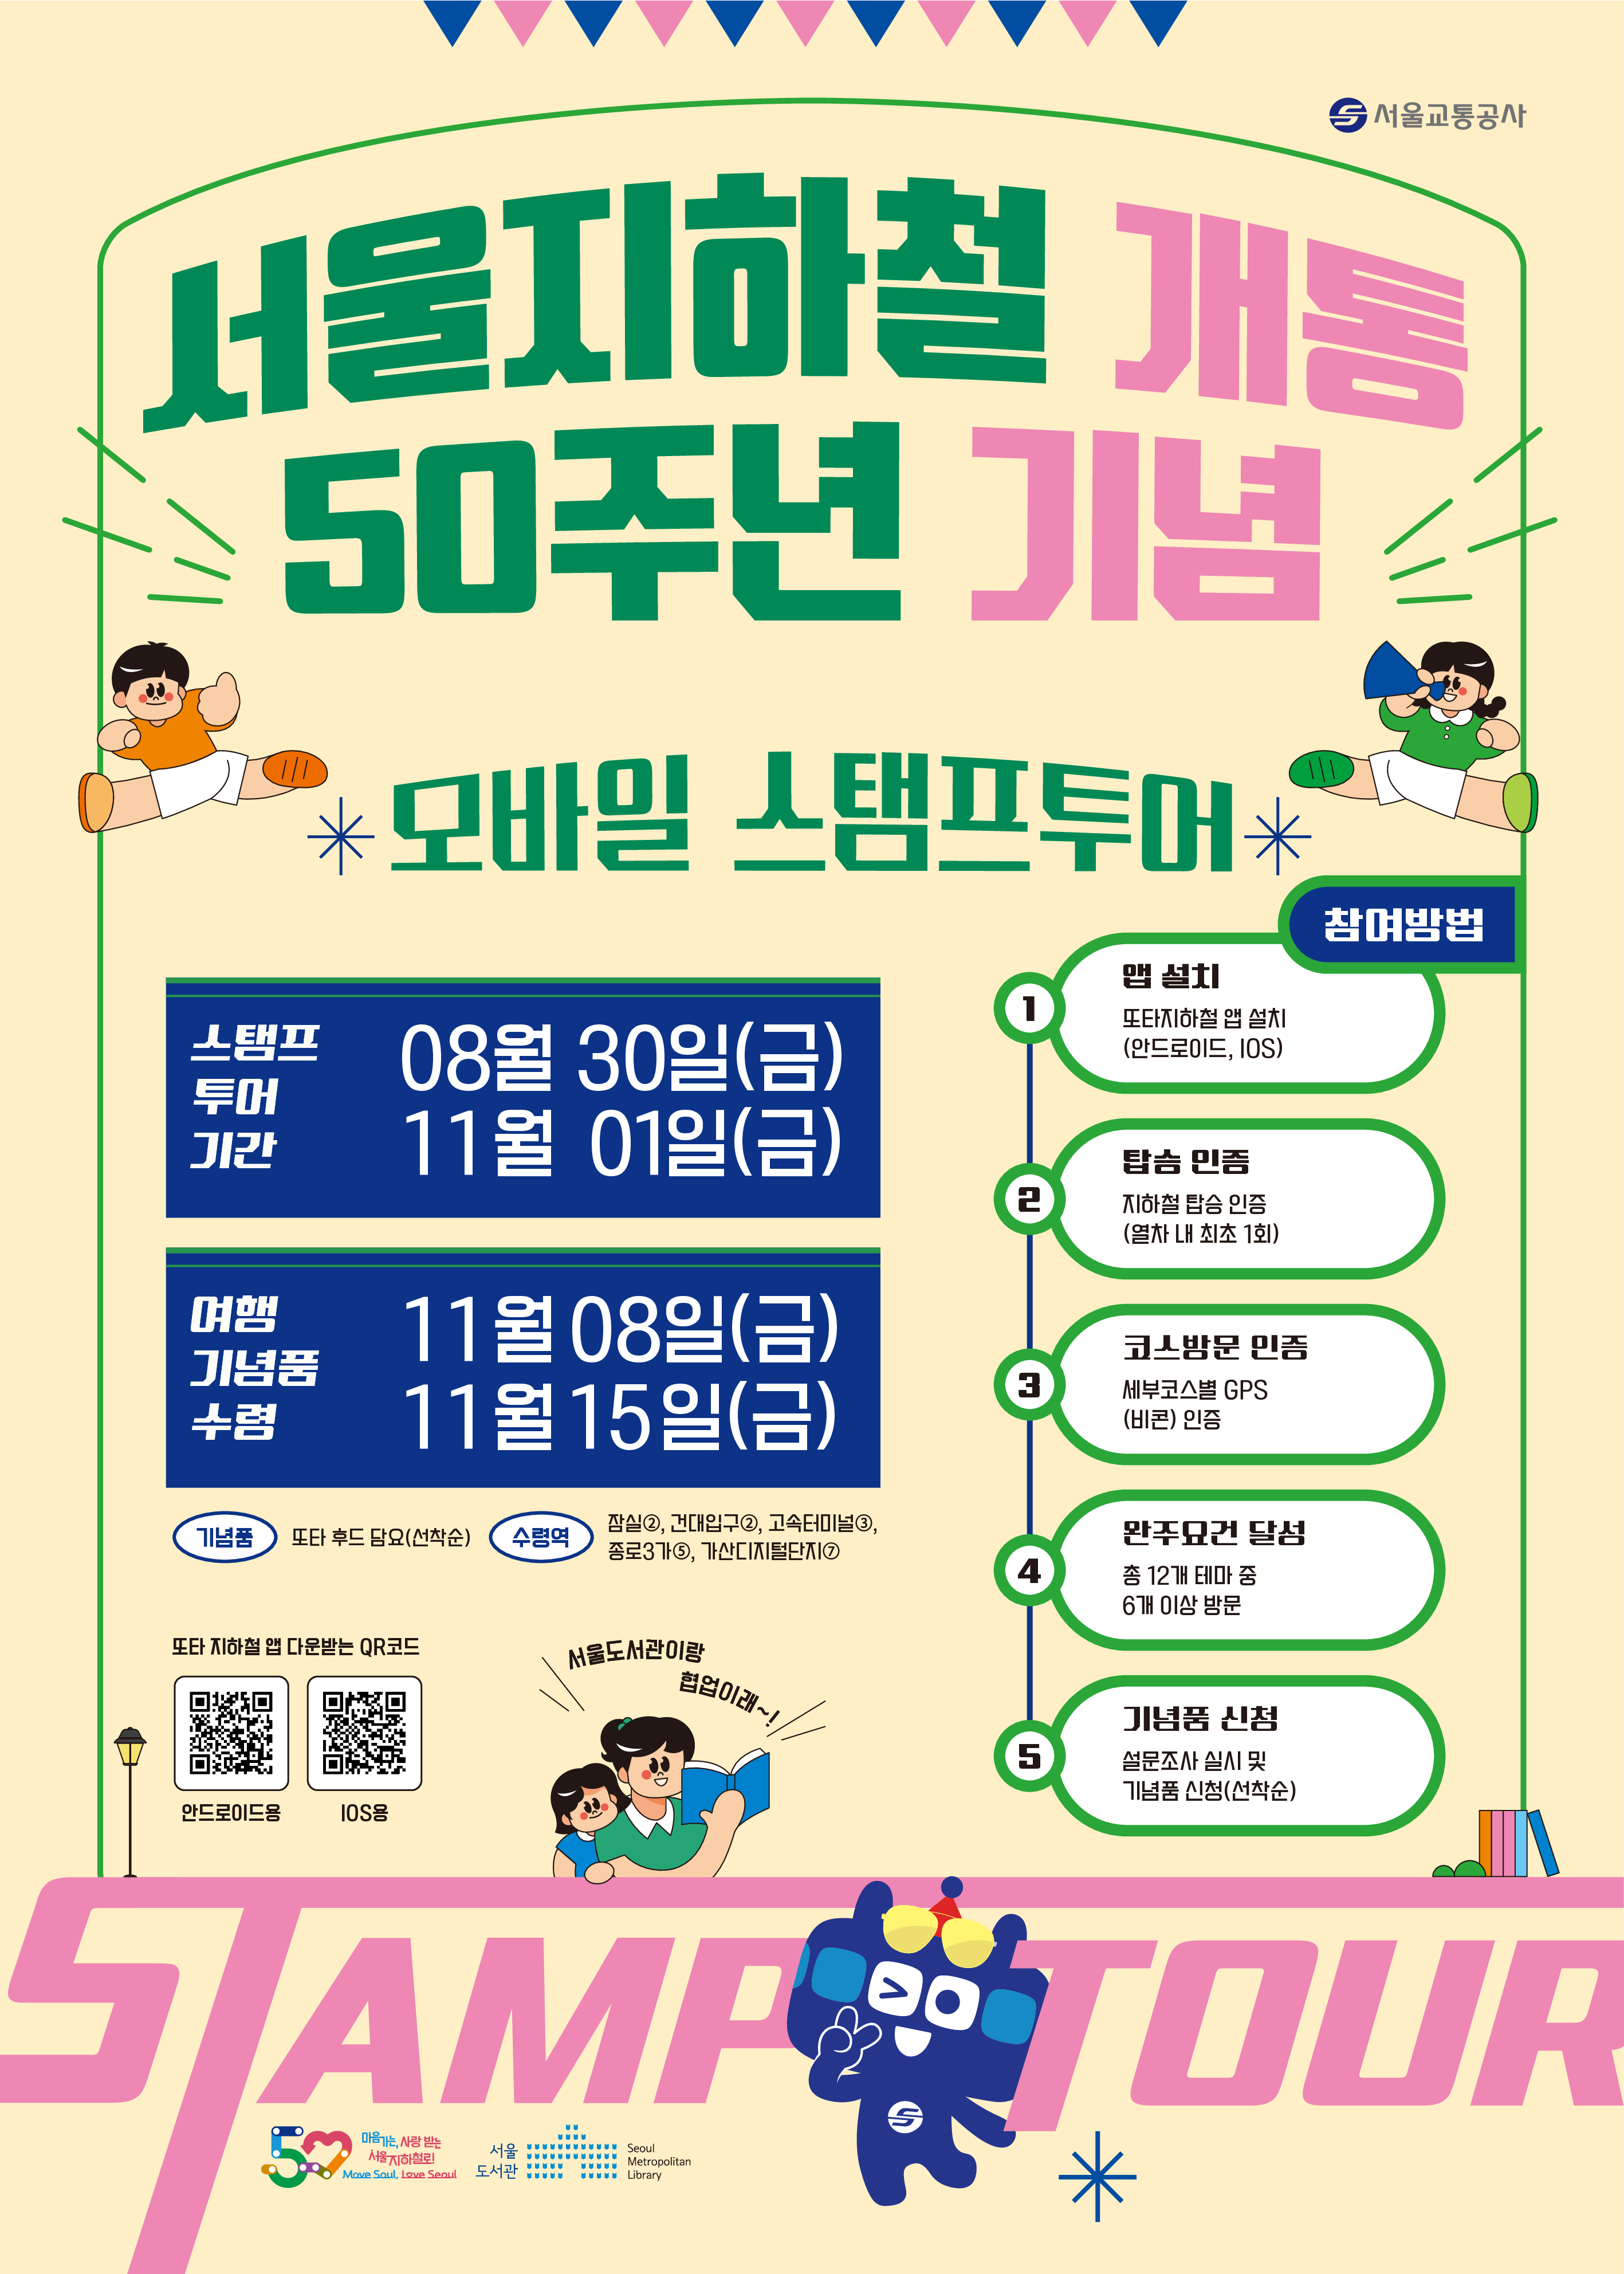 서울교통공사
서울지하철 개통
50주년 기념
모바일 스탬프투어
스탬프
투어
기간
08월 30일(금)
11월 01일(금)
여행
기념품
수령
11월 08일(금)
11월 15일(금)
기념품
또타 후드 담요(선착순)
수령역
잠실②, 건대입구②, 고속터미널③,
종로3가⑤, 가산디지털단지⑦
또타 지하철 앱 다운받는 QR코드
안드로이드용
IOS용
서울도서관이랑
협업이래~!
참여방법
1
앱 설치
또타지하철 앱 설치
(안드로이드, IOS)
2
탑승 인증
지하철 탑승 인증
(열차 내 최초 1회)
3
코스방문 인증
세부코스별 GPS
(비콘) 인증
4
완주요건 달성
총 12개 테마 중
6개 이상 방문
5
기념품 신청
설문조사 실시 및
기념품 신청(선착순)
STAMP TOUR
50
마음가는, 사랑 받는
서울지하철로!
Move Soul, Love Seoul
서울
도서관
Seoul
Metropolitan
Library